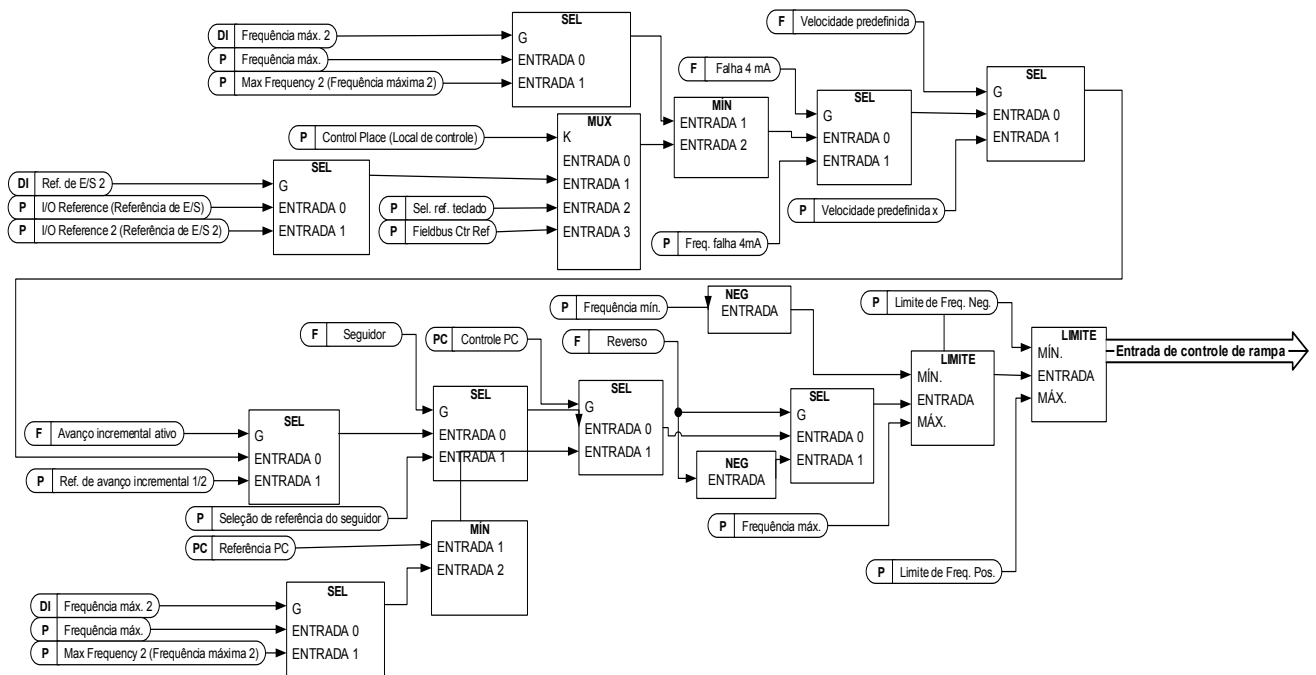 SEL
DI Frequência máx. 2
G
P Frequência máx.
ENTRADA 0
P Max Frequency 2 (Frequência máxima 2)
ENTRADA 1
F Velocidade predefinida
F Falha 4 mA
SEL
G
ENTRADA 0
ENTRADA 1
SEL
G
ENTRADA 0
ENTRADA 1
MÍN
ENTRADA 1
ENTRADA 2
MUX
P Control Place (Local de controle)
K
ENTRADA 0
ENTRADA 1
P Sel. ref. teclado
ENTRADA 2
P Fieldbus Ctr Ref
ENTRADA 3
SEL
DI Ref. de E/S 2
G
P I/O Reference (Referência de E/S)
ENTRADA 0
P I/O Reference 2 (Referência de E/S 2)
ENTRADA 1
P Velocidade predefinida x
P Freq. falha 4mA
P Frequência mín.
NEG
ENTRADA
P Limite de Freq. Neg.
F Seguidor
PC Controle PC
F Reverso
LIMITE
MÍN.
ENTRADA
MÁX.
LIMITE
MÍN.
ENTRADA
MÁX.
Entrada de controle de rampa
SEL
F Avanço incremental ativo
G
ENTRADA 0
P Ref. de avanço incremental 1/2
ENTRADA 1
SEL
G
ENTRADA 0
ENTRADA 1
SEL
G
ENTRADA 0
ENTRADA 1
SEL
G
ENTRADA 0
ENTRADA 1
NEG
ENTRADA
P Seleção de referência do seguidor
P Frequência máx.
MÍN
PC Referência PC
ENTRADA 1
ENTRADA 2
P Limite de Freq. Pos.
SEL
DI Frequência máx. 2
G
P Frequência máx.
ENTRADA 0
P Max Frequency 2 (Frequência máxima 2)
ENTRADA 1